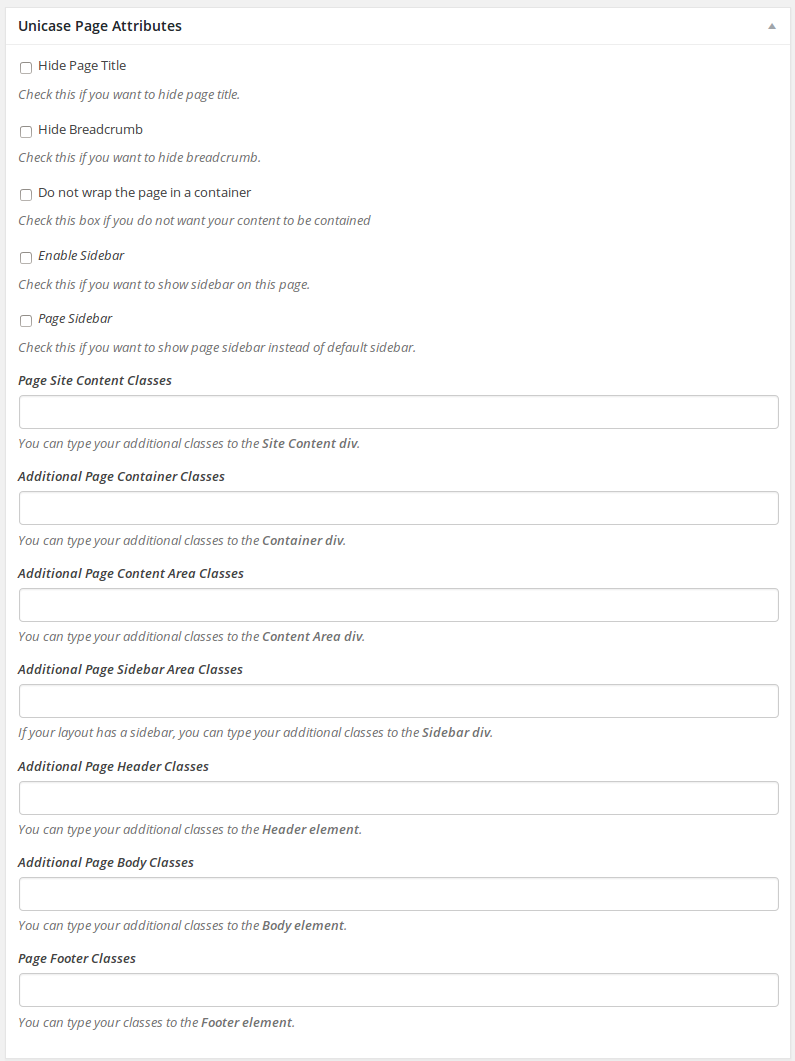 Unicase Page Attributes
Hide Page Title
Check this if you want to hide page title.
Hide Breadcrumb
Check this if you want to hide breadcrumb.
Do not wrap the page in a container
Check this box if you do not want your content to be contained
Enable Sidebar
Check this if you want to show sidebar on this page.
Page Sidebar
Check this if you want to show page sidebar instead of default sidebar.
Page Site Content Classes
You can type your additional classes to the Site Content div.
Additional Page Container Classes
You can type your additional classes to the Container div.
Additional Page Content Area Classes
You can type your additional classes to the Content Area div.
Additional Page Sidebar Area Classes
If your layout has a sidebar, you can type your additional classes to the Sidebar div.
Additional Page Header Classes
You can type your additional classes to the Header element.
Additional Page Body Classes
You can type your additional classes to the Body element.
Page Footer Classes
You can type your classes to the Footer element.